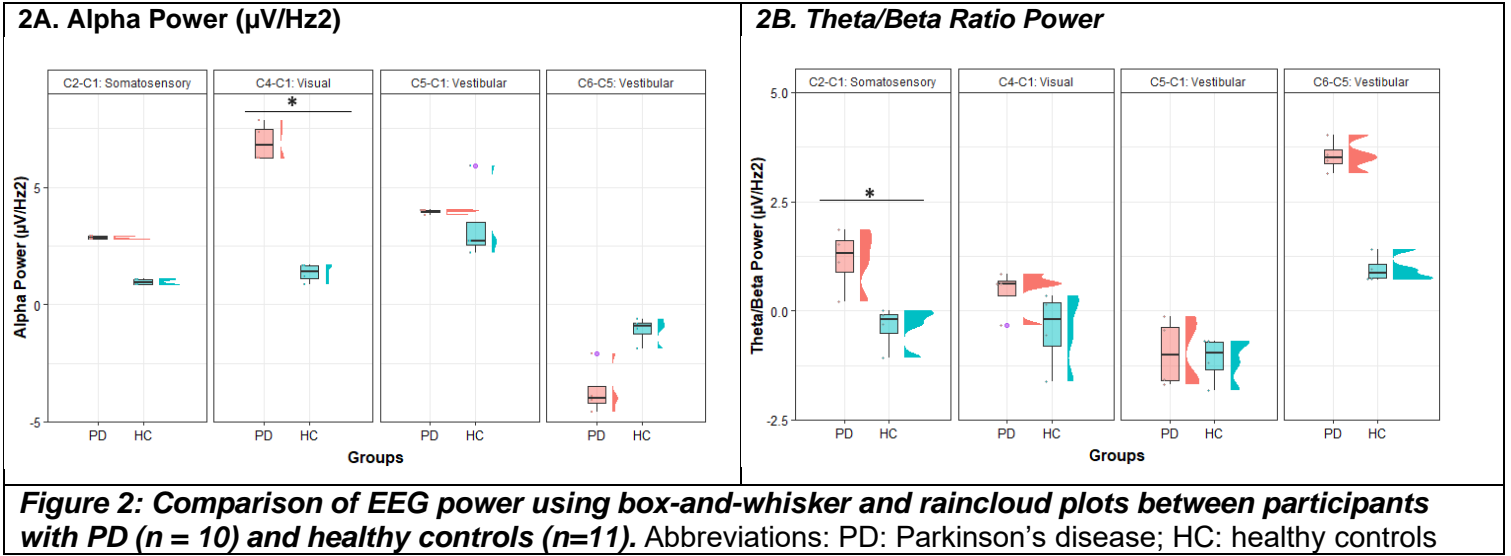 2A. Alpha Power (µV/Hz2)
C2-C1: Somatosensory
C4-C1: Visual
C5-C1: Vestibular
C6-C5: Vestibular
*
Alpha Power (µV/Hz2)
5
0
-5
PD
HC
PD
HC
PD
HC
PD
HC
Groups
2B. Theta/Beta Ratio Power
C2-C1: Somatosensory
C4-C1: Visual
C5-C1: Vestibular
C6-C5: Vestibular
*
Theta/Beta Power (µV/Hz2)
5.0
2.5
0.0
-2.5
PD
HC
PD
HC
PD
HC
PD
HC
Groups
Figure 2: Comparison of EEG power using box-and-whisker and raincloud plots between participants
with PD (n = 10) and healthy controls (n=11). Abbreviations: PD: Parkinson’s disease; HC: healthy controls